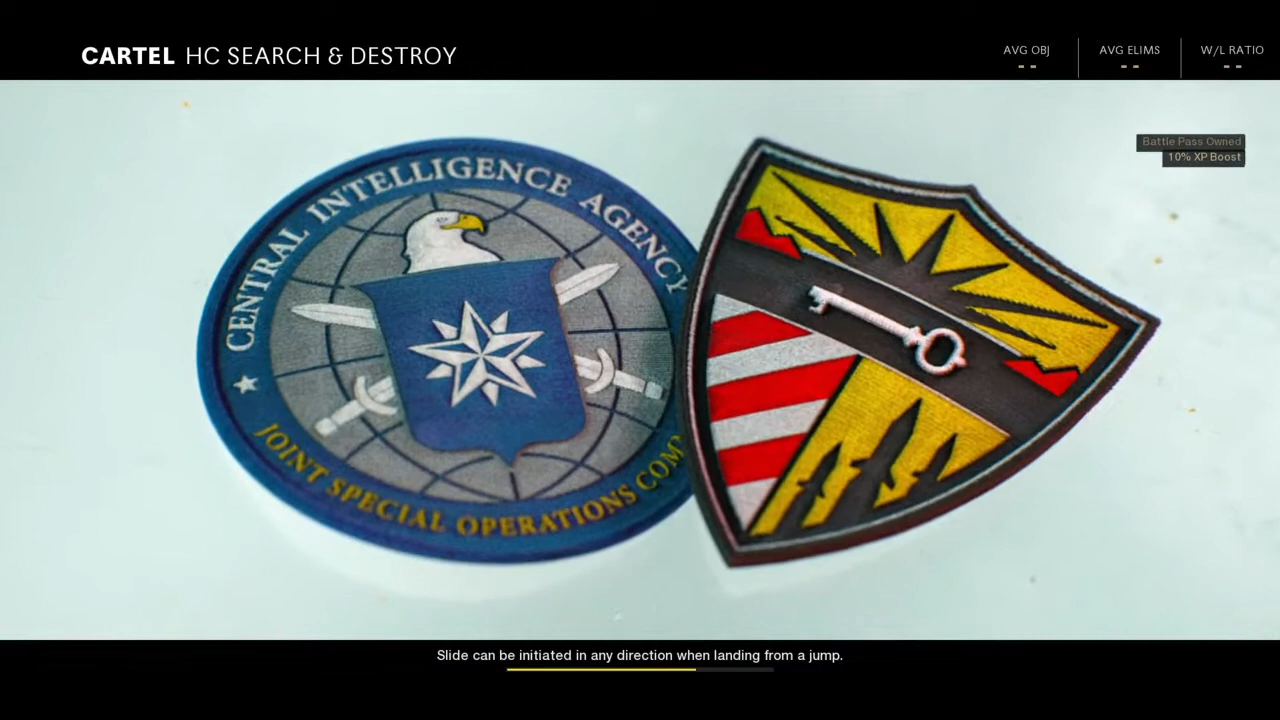 CARTEL HC SEARCH & DESTROY
AVG OBJ
--
AVG ELIMS
--
W/L RATIO
--
Battle Pass Owned
10% XP Boost
CENTRAL INTELLIGENCE AGENCY
JOINT SPECIAL OPERATIONS COM
Slide can be initiated in any direction when landing from a jump.